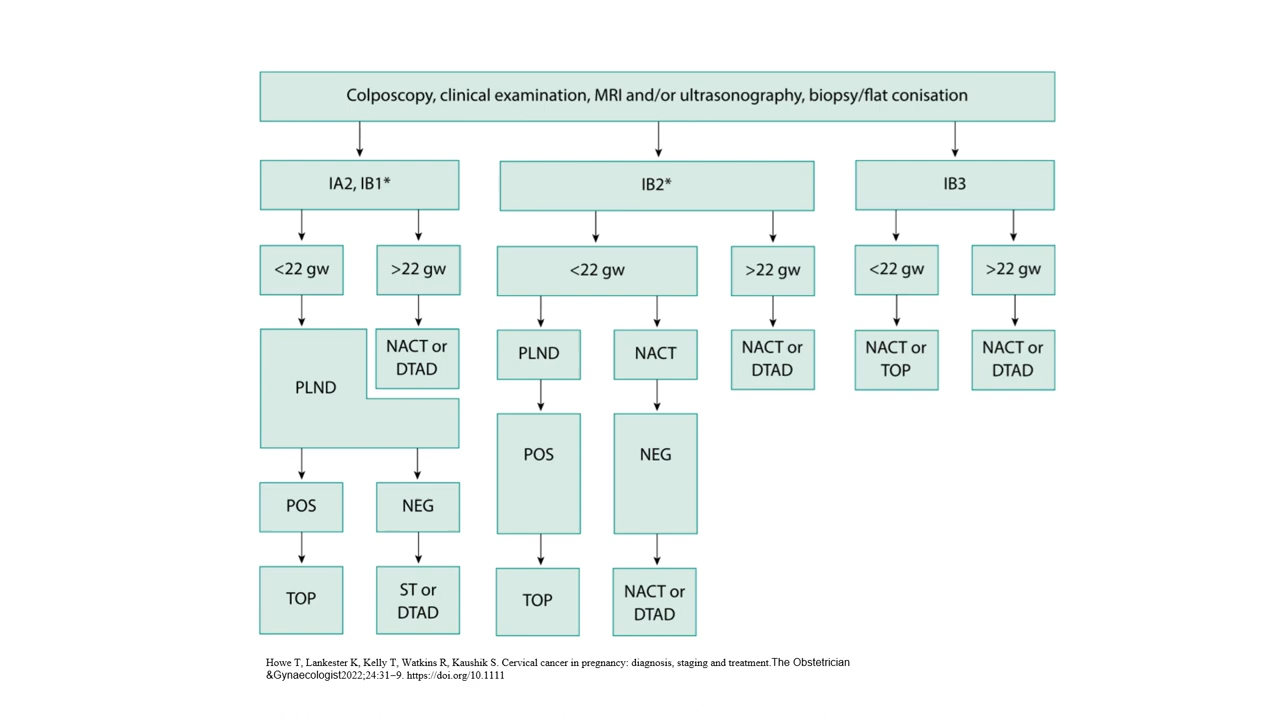 Colposcopy, clinical examination, MRI and/or ultrasonography, biopsy/flat conisation
IA2, IB1*
IB2*
IB3
<22 gw
>22 gw
<22 gw
>22 gw
<22 gw
>22 gw
PLND
NACT or
DTAD
PLND
NACT
NACT or
DTAD
NACT or
TOP
NACT or
DTAD
POS
NEG
POS
NEG
TOP
ST or
DTAD
TOP
NACT or
DTAD
Howe T, Lankester K, Kelly T, Watkins R, Kaushik S. Cervical cancer in pregnancy: diagnosis, staging and treatment.The Obstetrician
&Gynaecologist2022;24:31–9. https://doi.org/10.1111